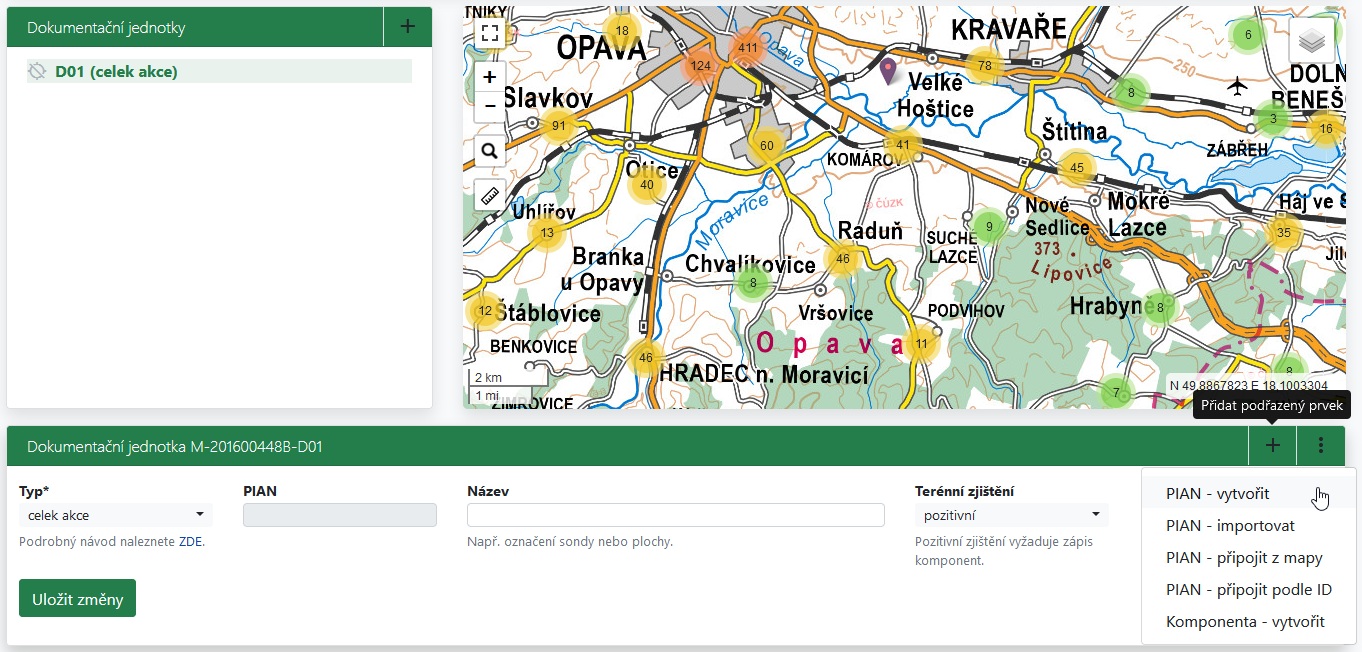 Dokumentační jednotky
+
D01 (celek akce)
TNÍKY
18
OPAVA
411
124
Opava
KRAVAŘE
78
6
250
DOLN
BENEŠ
+
−
Slavkov
91
Velké
Hoštice
8
3
16
60
41
KOMÁROV
Štítina
ZÁBŘEH
45
Otice
40
© ČÚZK
Moravice
Uhlířov
13
Nové
Sedlice
Mokré
Lazce
Háj ve S
35
Raduň
SUCHÉ
LAZCE
9
373
Lipovice
Branka
u Opavy
Chvalíkovice
46
8
Jil
12
Štáblovice
Vršovice
PODVIHOV
Hrabyně
8
BENKOVICE
Opava
11
46
HRADEC n. Moravicí
8
7
2 km
1 mi
ŽIMROVICE
N 49.8867823 E 18.1003304
Přidat podřazený prvek
Dokumentační jednotka M-201600448B-D01
+
Typ*
PIAN
Název
Terénní zjištění
celek akce
pozitivní
Podrobný návod naleznete ZDE.
Např. označení sondy nebo plochy.
Pozitivní zjištění vyžaduje zápis
komponent.
Uložit změny
PIAN - vytvořit
PIAN - importovat
PIAN - připojit z mapy
PIAN - připojit podle ID
Komponenta - vytvořit